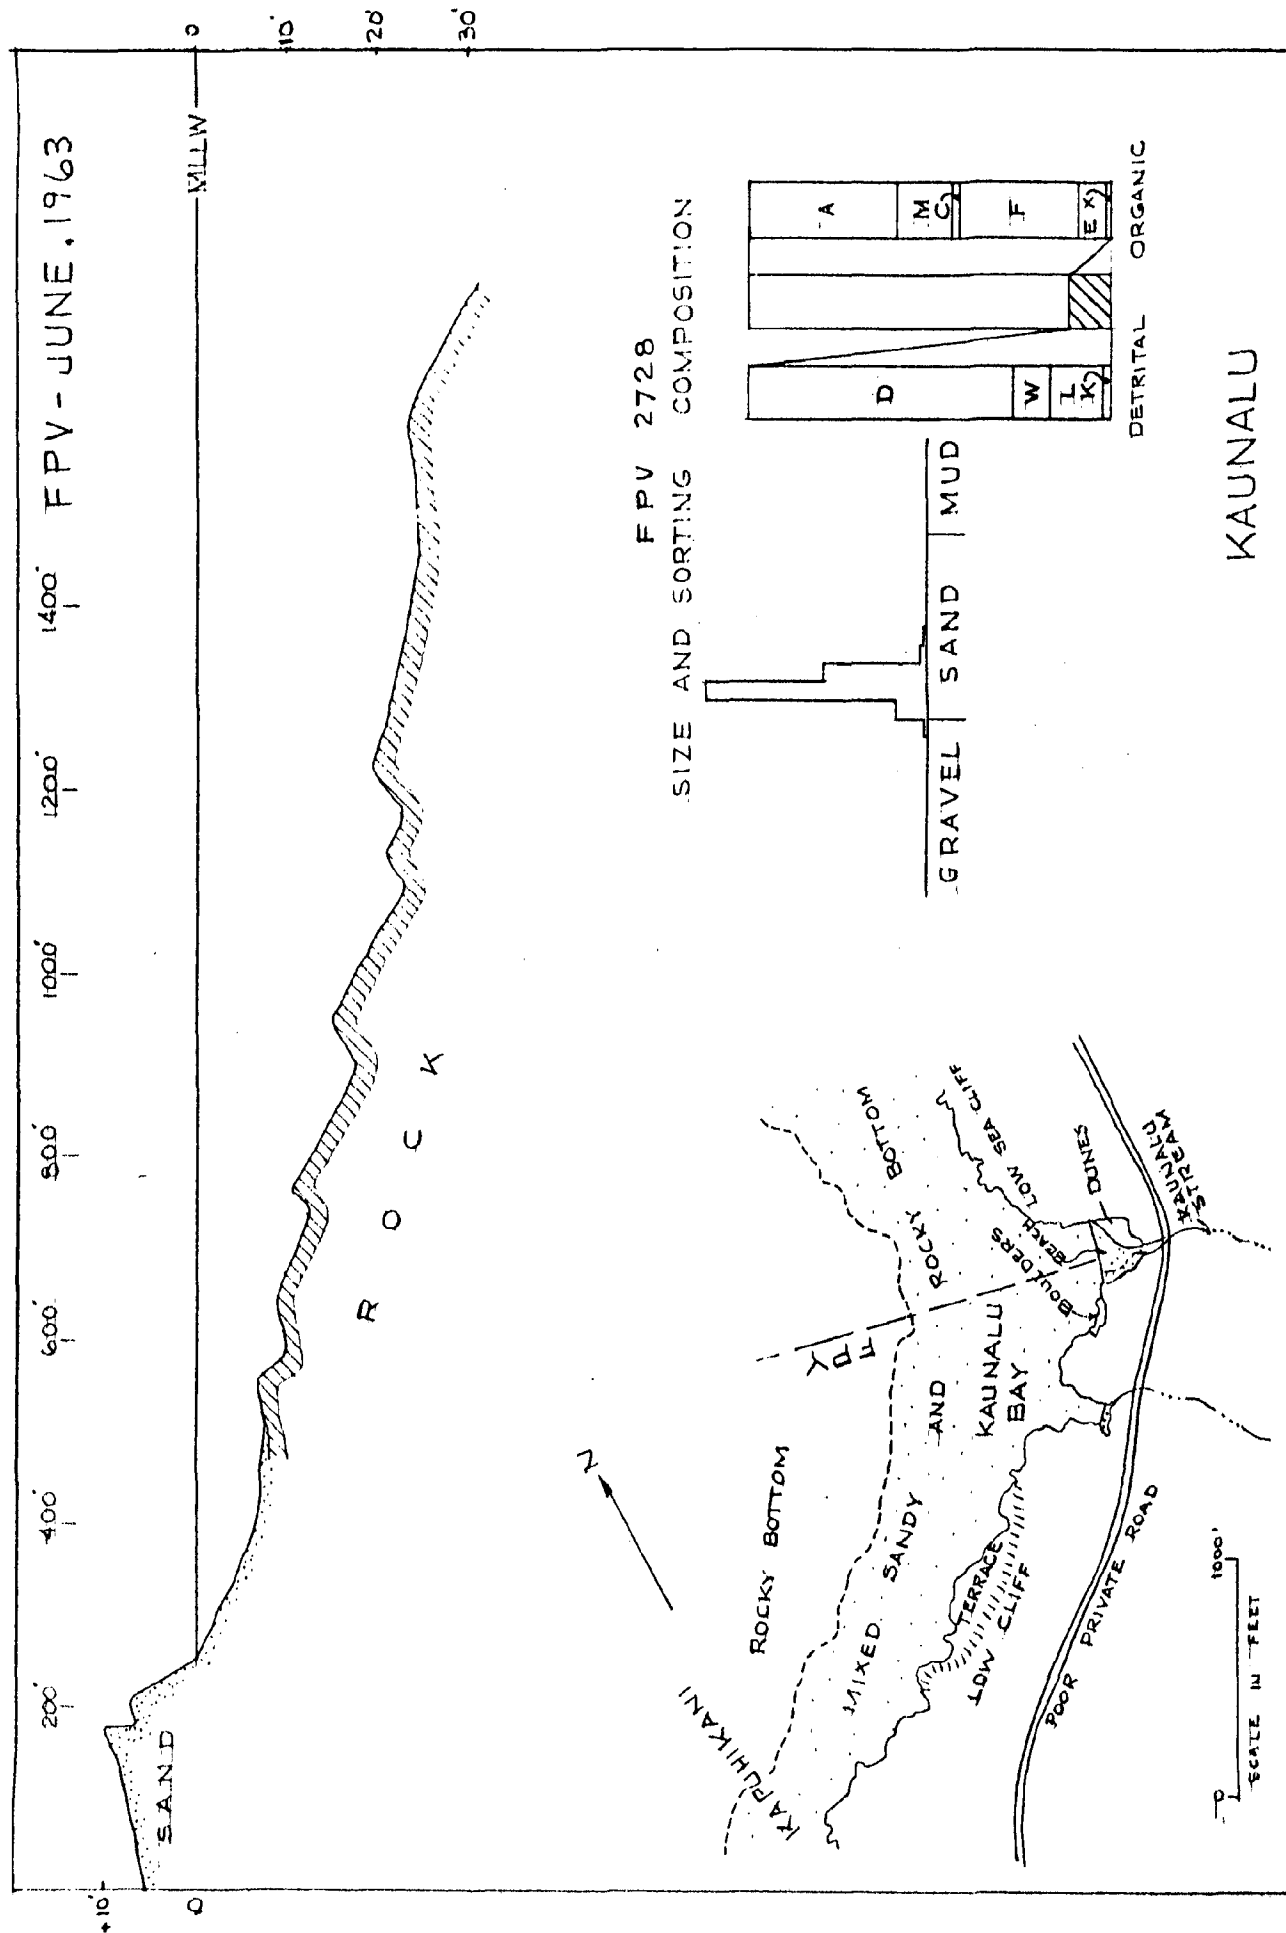 FPV - JUNE, 1963
200' 400' 600' 800' 1000' 1200' 1400'
+10'
0
0
10'
20'
30'
MLLW
SAND
ROCK
FPV 2728
SIZE AND SORTING COMPOSITION
GRAVEL SAND MUD
D
W
L
K
A
M
C
F
E X
DETRITAL ORGANIC
N
KAPUHIKANI
ROCKY BOTTOM
MIXED SANDY AND ROCKY BOTTOM
FPV
KAUNALU
BAY
TERRACE
LOW CLIFF
BOULDERS
BEACH
LOW SEA CLIFF
DUNES
KAUNALU
STREAM
POOR PRIVATE ROAD
0 1000'
SCALE IN FEET
KAUNALU